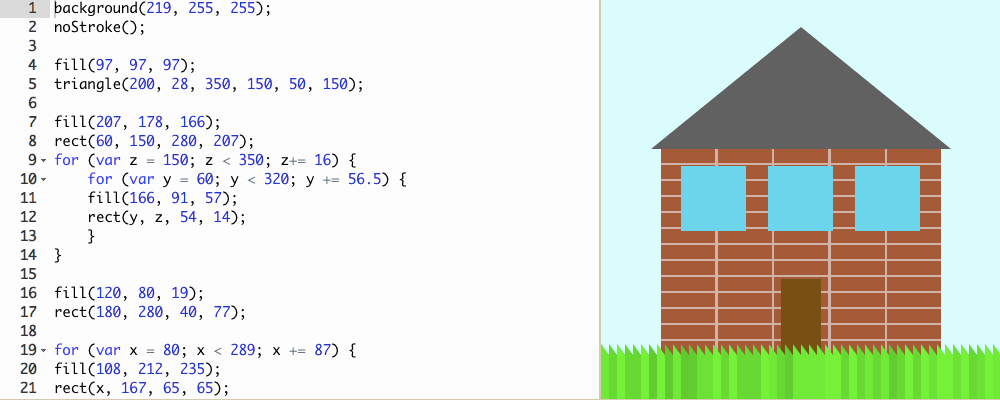 1 background(219, 255, 255);
2 noStroke();
3
4 fill(97, 97, 97);
5 triangle(200, 28, 350, 150, 50, 150);
6
7 fill(207, 178, 166);
8 rect(60, 150, 280, 207);
9 for (var z = 150; z < 350; z+= 16) {
10 for (var y = 60; y < 320; y += 56.5) {
11 fill(166, 91, 57);
12 rect(y, z, 54, 14);
13 }
14 }
15
16 fill(120, 80, 19);
17 rect(180, 280, 40, 77);
18
19 for (var x = 80; x < 289; x += 87) {
20 fill(108, 212, 235);
21 rect(x, 167, 65, 65);